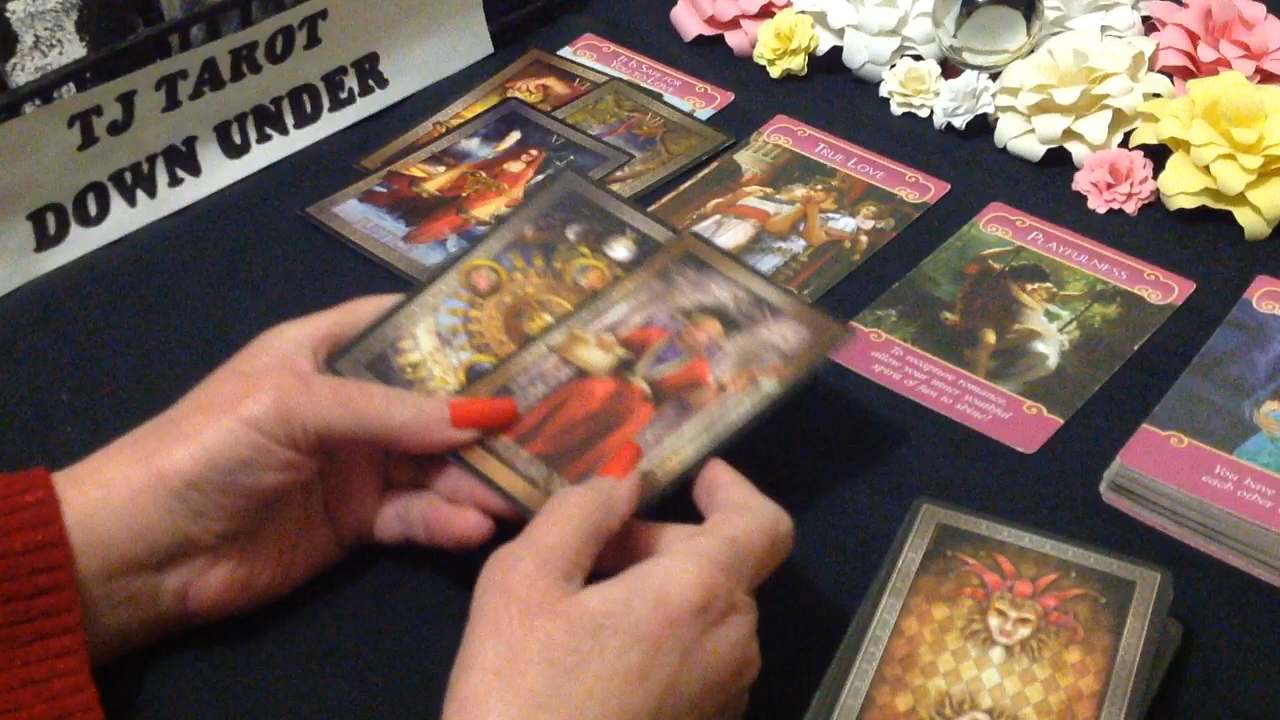 TJ TAROT
DOWN UNDER
It Is Safe for
You to Love
True Love
Playfulness
To recapture romance,
allow your inner youthful
spirit of fun to shine!
You have
each other